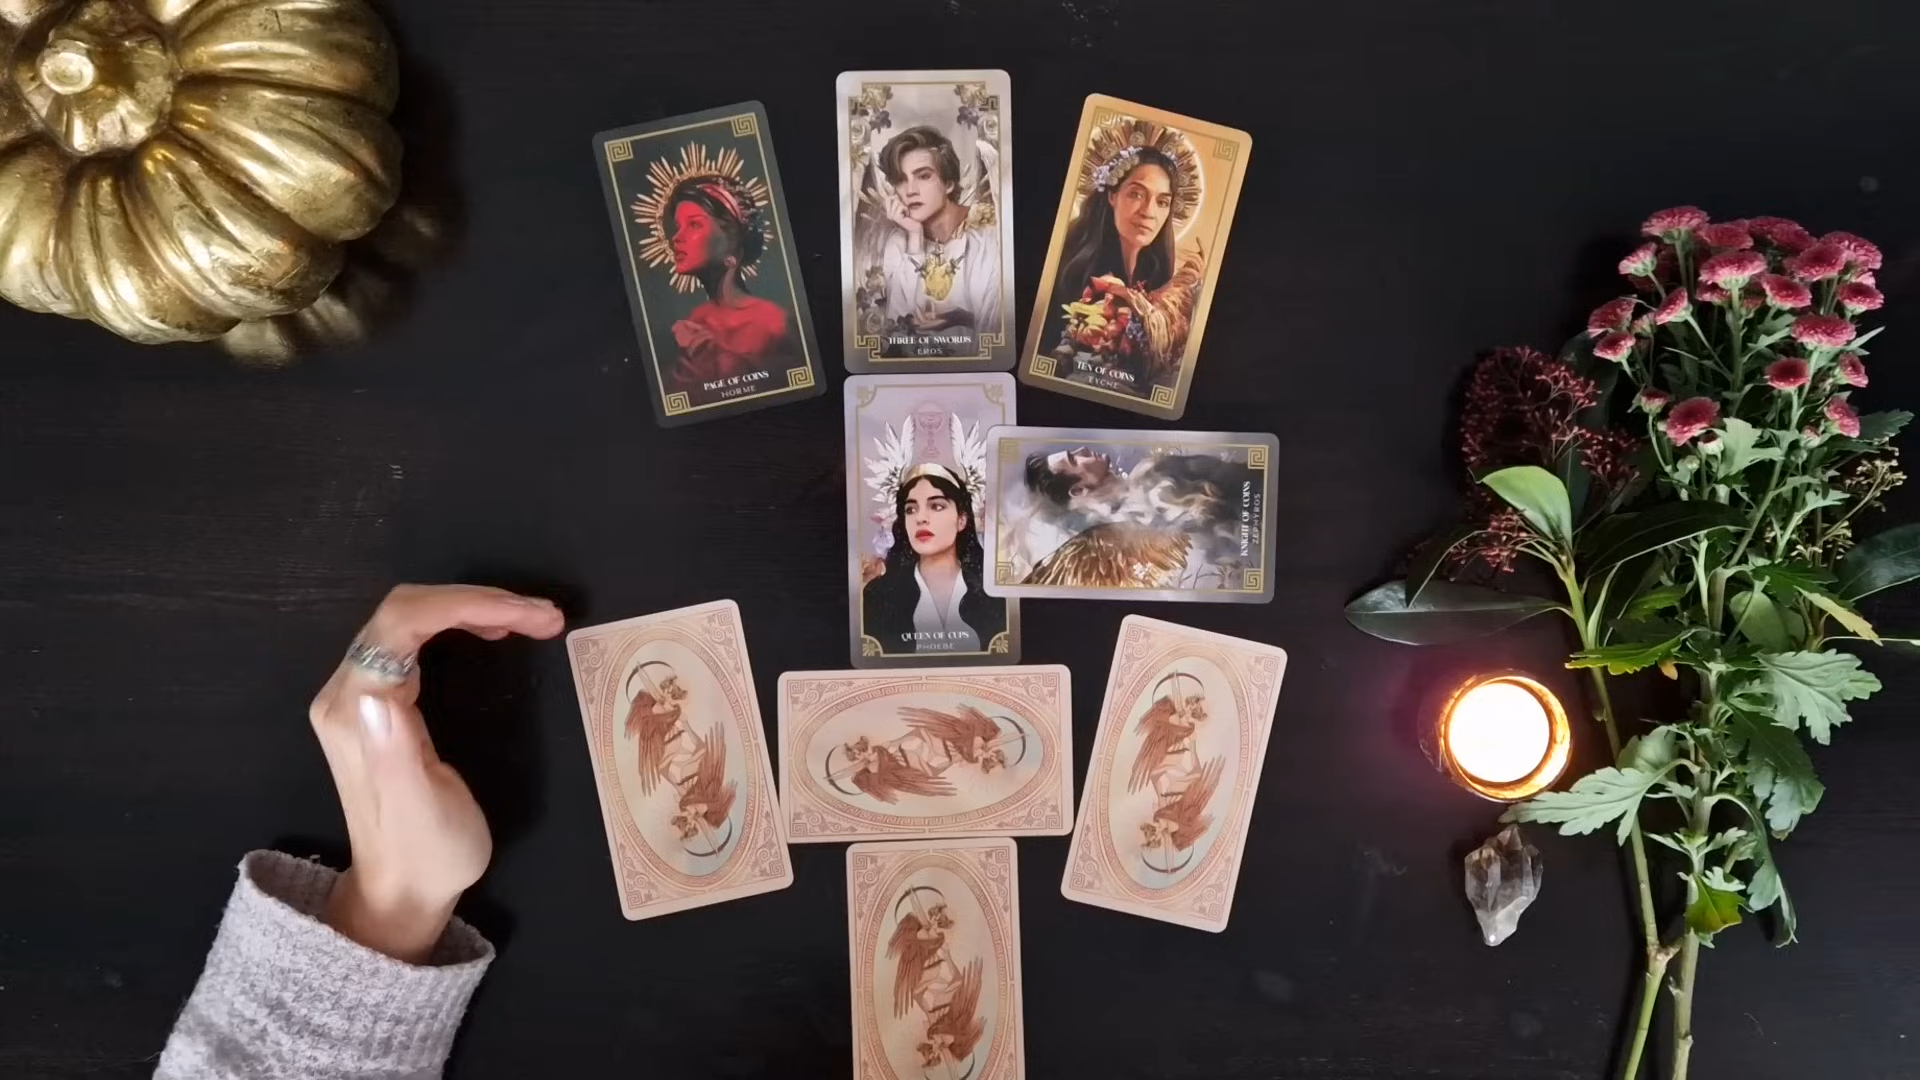 PAGE OF COINS
HORME
THREE OF SWORDS
EROS
TEN OF COINS
TYCHE
QUEEN OF CUPS
PHOEBE
KNIGHT OF COINS
ZEPHYROS